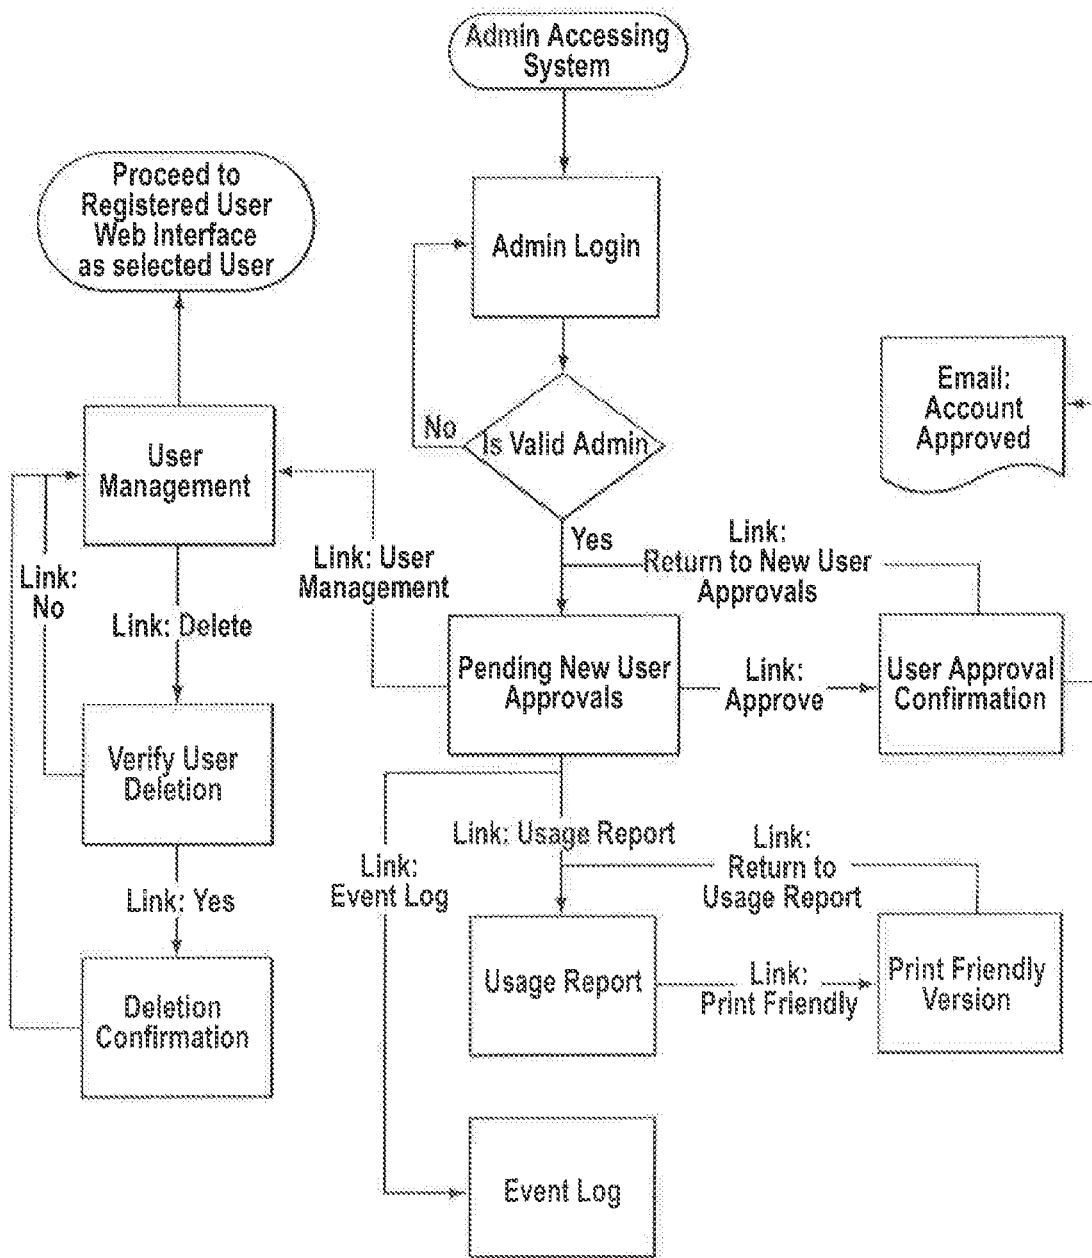 Admin Accessing
System
Proceed to
Registered User
Web Interface
as selected User
Admin Login
Email:
Account
Approved
No
Is Valid Admin
User
Management
Yes
Link:
Return to New User
Approvals
Link: User
Management
Link:
No
Link: Delete
Pending New User
Approvals
Link:
Approve
User Approval
Confirmation
Verify User
Deletion
Link: Usage Report
Link:
Return to
Usage Report
Link:
Event Log
Link: Yes
Usage Report
Link:
Print Friendly
Print Friendly
Version
Deletion
Confirmation
Event Log